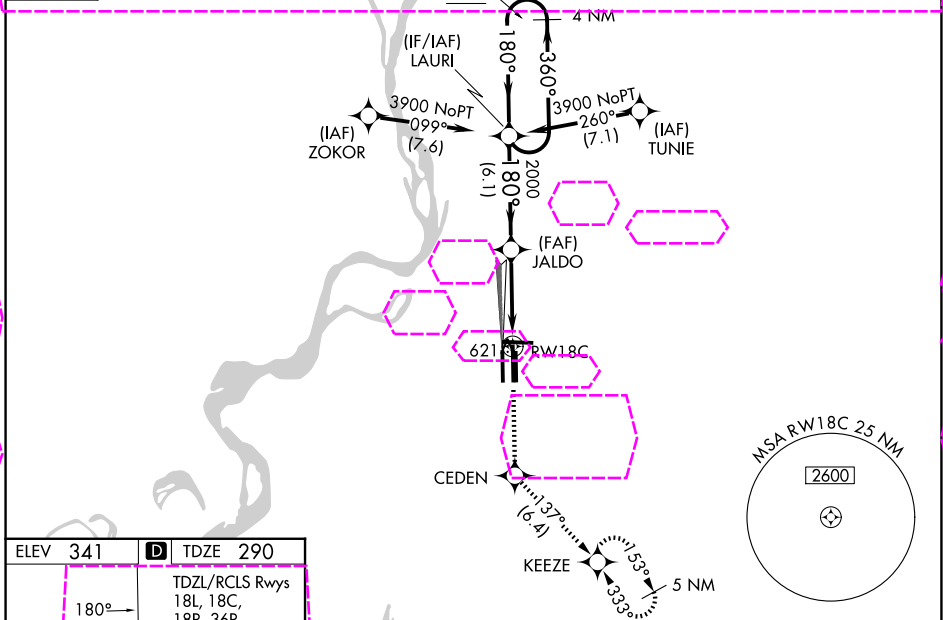 4 NM
(IF/IAF)
LAURI
180°
360°
3900 NoPT
099°
(7.6)
(IAF)
ZOKOR
3900 NoPT
260°
(7.1)
(IAF)
TUNIE
2000
180°
(6.1)
(FAF)
JALDO
621
RW18C
MSA RW18C 25 NM
2600
CEDEN
137°
(6.4)
KEEZE
153°
333°
5 NM
ELEV 341 D TDZE 290
TDZL/RCLS Rwys
18L, 18C,
18R, 36R
180°